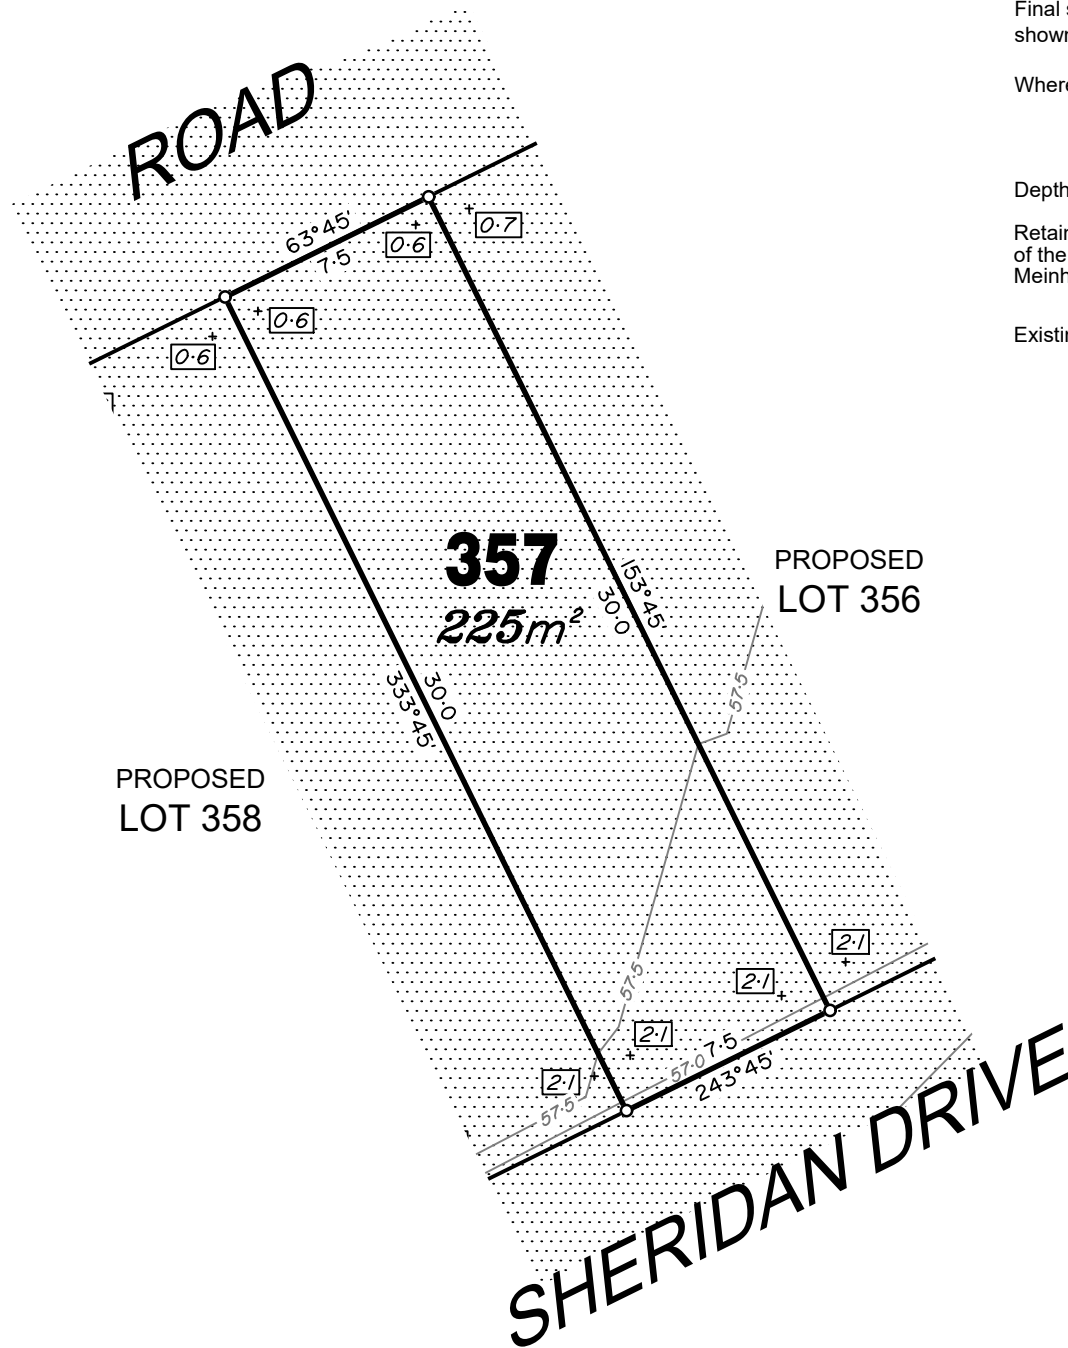 Final
shown
Where
ROAD
Depth
63°45'
7·5
0·6
0·7
Retain
of the
Meinh
0·6
0·6
Existin
357
225m²
153°45'
30·0
PROPOSED
LOT 356
57·5
333°45'
30·0
PROPOSED
LOT 358
2·1
2·1
57·5
2·1
2·1
57·0
7·5
243°45'
57·5
SHERIDAN DRIVE